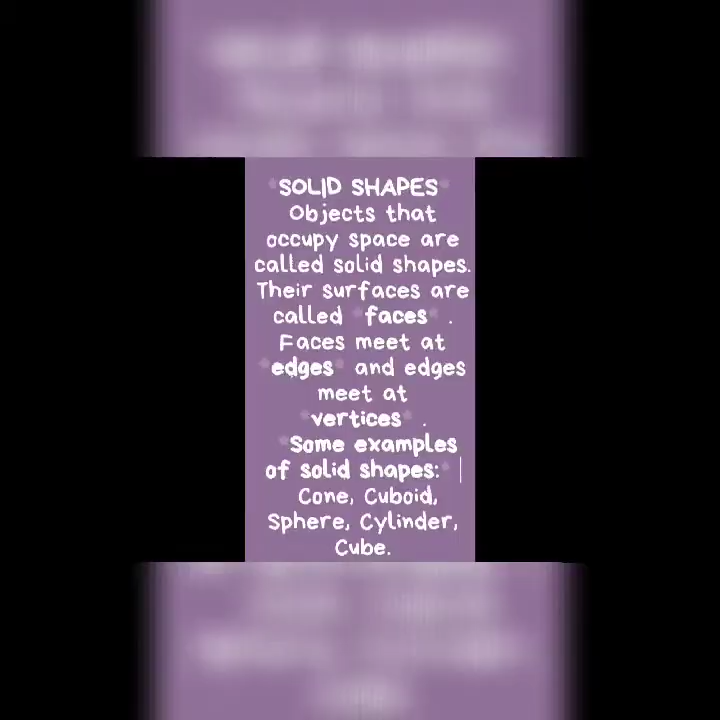 *SOLID SHAPES*
Objects that
occupy space are
called solid shapes.
Their surfaces are
called *faces* .
Faces meet at
*edges* and edges
meet at
*vertices* .
*Some examples
of solid shapes:*
Cone, Cuboid,
Sphere, Cylinder,
Cube.